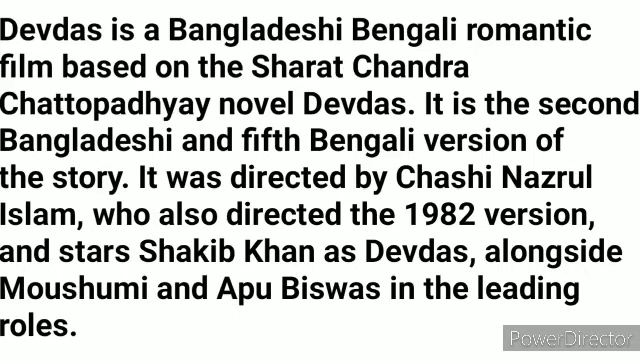 Devdas is a Bangladeshi Bengali romantic
film based on the Sharat Chandra
Chattopadhyay novel Devdas. It is the second
Bangladeshi and fifth Bengali version of
the story. It was directed by Chashi Nazrul
Islam, who also directed the 1982 version,
and stars Shakib Khan as Devdas, alongside
Moushumi and Apu Biswas in the leading
roles.
PowerDirector